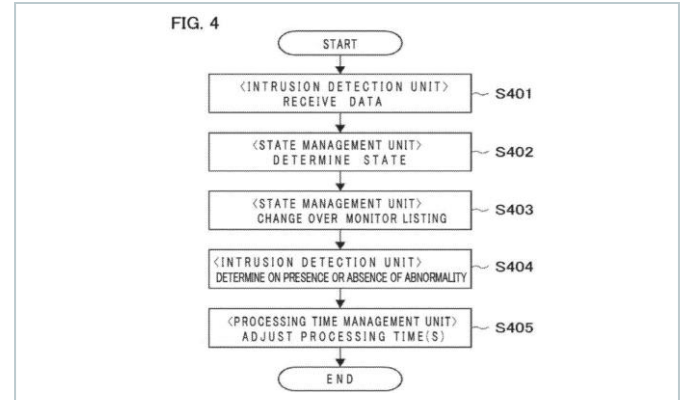 FIG. 4
START
<INTRUSION DETECTION UNIT>
RECEIVE DATA
S401
<STATE MANAGEMENT UNIT>
DETERMINE STATE
S402
<STATE MANAGEMENT UNIT>
CHANGE OVER MONITOR LISTING
S403
<INTRUSION DETECTION UNIT>
DETERMINE ON PRESENCE OR ABSENCE OF ABNORMALITY
S404
<PROCESSING TIME MANAGEMENT UNIT>
ADJUST PROCESSING TIME(S)
S405
END